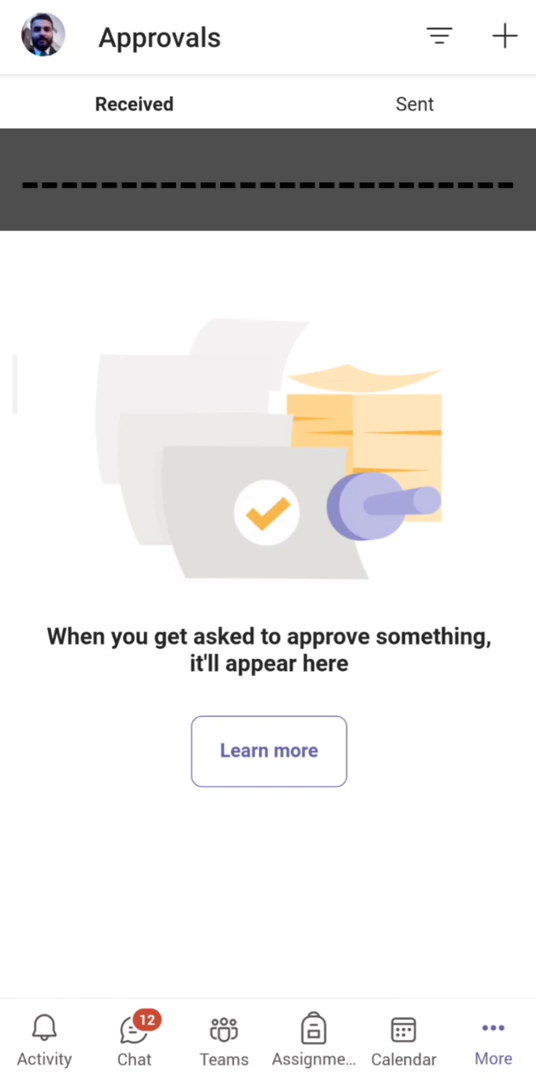 Approvals
Received
Sent
When you get asked to approve something,
it'll appear here
Learn more
12
Activity
Chat
Teams
Assignme...
Calendar
More